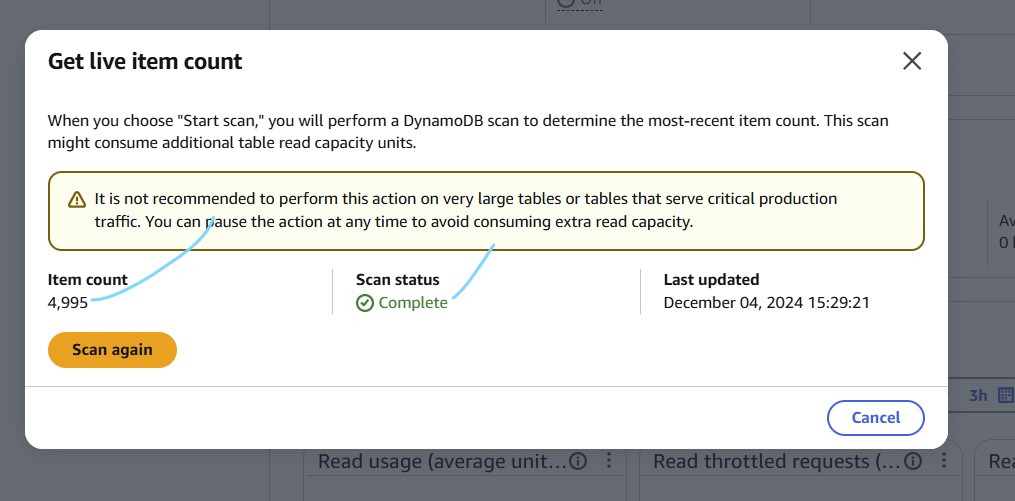 Off
Get live item count
When you choose "Start scan," you will perform a DynamoDB scan to determine the most-recent item count. This scan
might consume additional table read capacity units.
It is not recommended to perform this action on very large tables or tables that serve critical production
traffic. You can pause the action at any time to avoid consuming extra read capacity.
Item count
4,995
Scan status
Complete
Last updated
December 04, 2024 15:29:21
Scan again
Cancel
3h
Read usage (average unit...
Read throttled requests (...